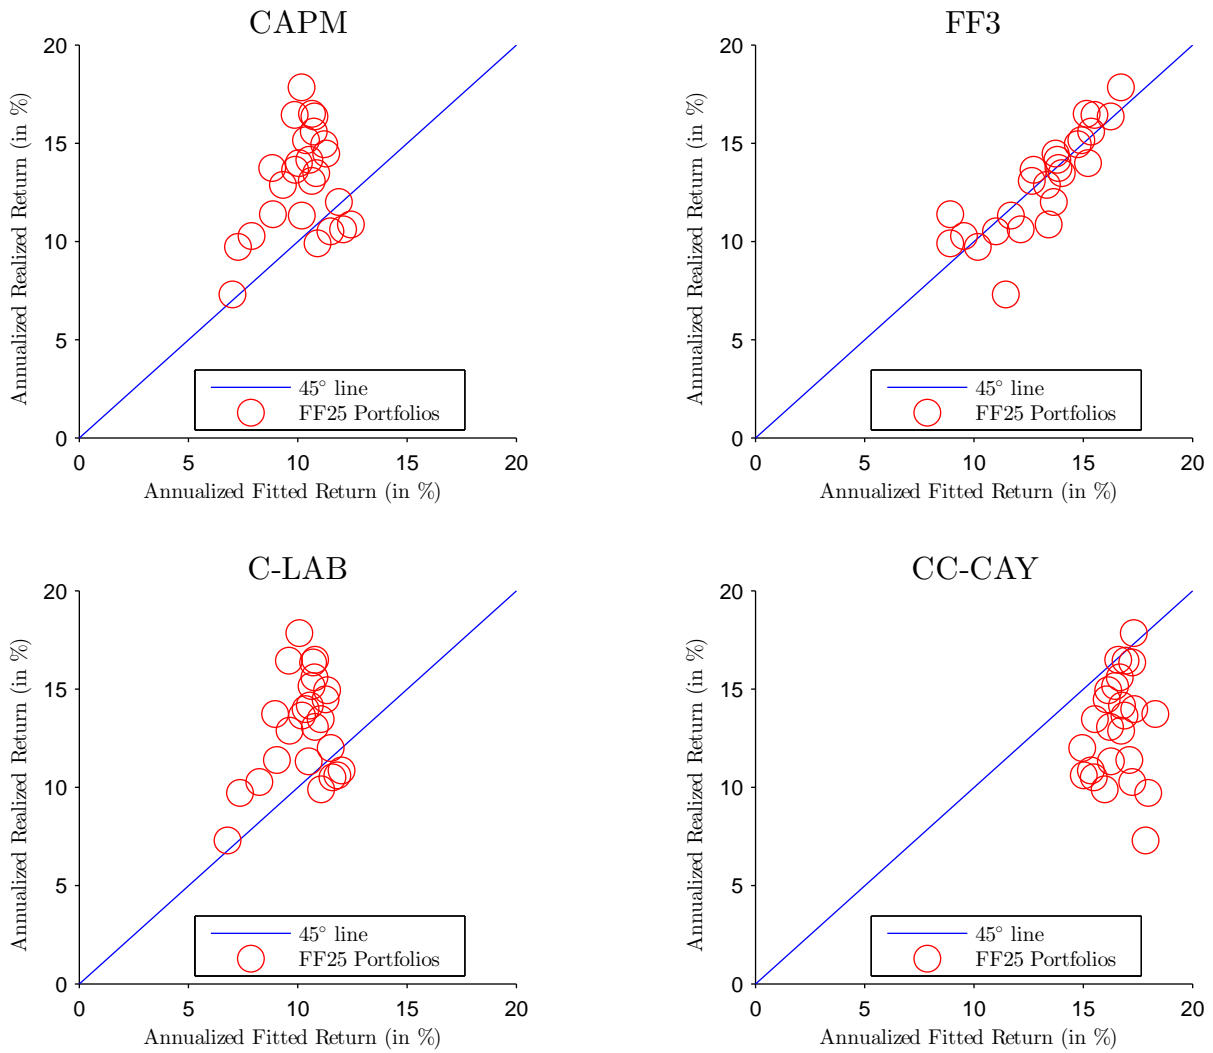 CAPM
20
15
10
5
0
0 5 10 15 20
Annualized Realized Return (in %)
Annualized Fitted Return (in %)
45° line
FF25 Portfolios
FF3
20
15
10
5
0
0 5 10 15 20
Annualized Realized Return (in %)
Annualized Fitted Return (in %)
45° line
FF25 Portfolios
C-LAB
20
15
10
5
0
0 5 10 15 20
Annualized Realized Return (in %)
Annualized Fitted Return (in %)
45° line
FF25 Portfolios
CC-CAY
20
15
10
5
0
0 5 10 15 20
Annualized Realized Return (in %)
Annualized Fitted Return (in %)
45° line
FF25 Portfolios